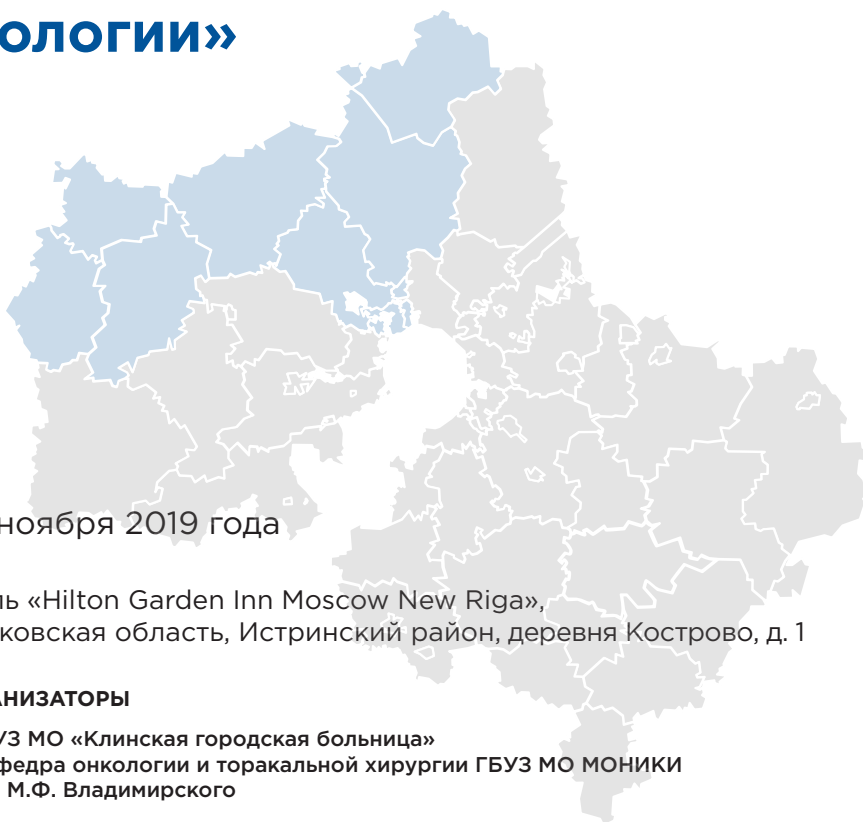 ологии»
ноября 2019 года
ль «Hilton Garden Inn Moscow New Riga»,
ковская область, Истринский район, деревня Кострово, д. 1
АНИЗАТОРЫ
УЗ МО «Клинская городская больница»
федра онкологии и торакальной хирургии ГБУЗ МО МОНИКИ
М.Ф. Владимирского